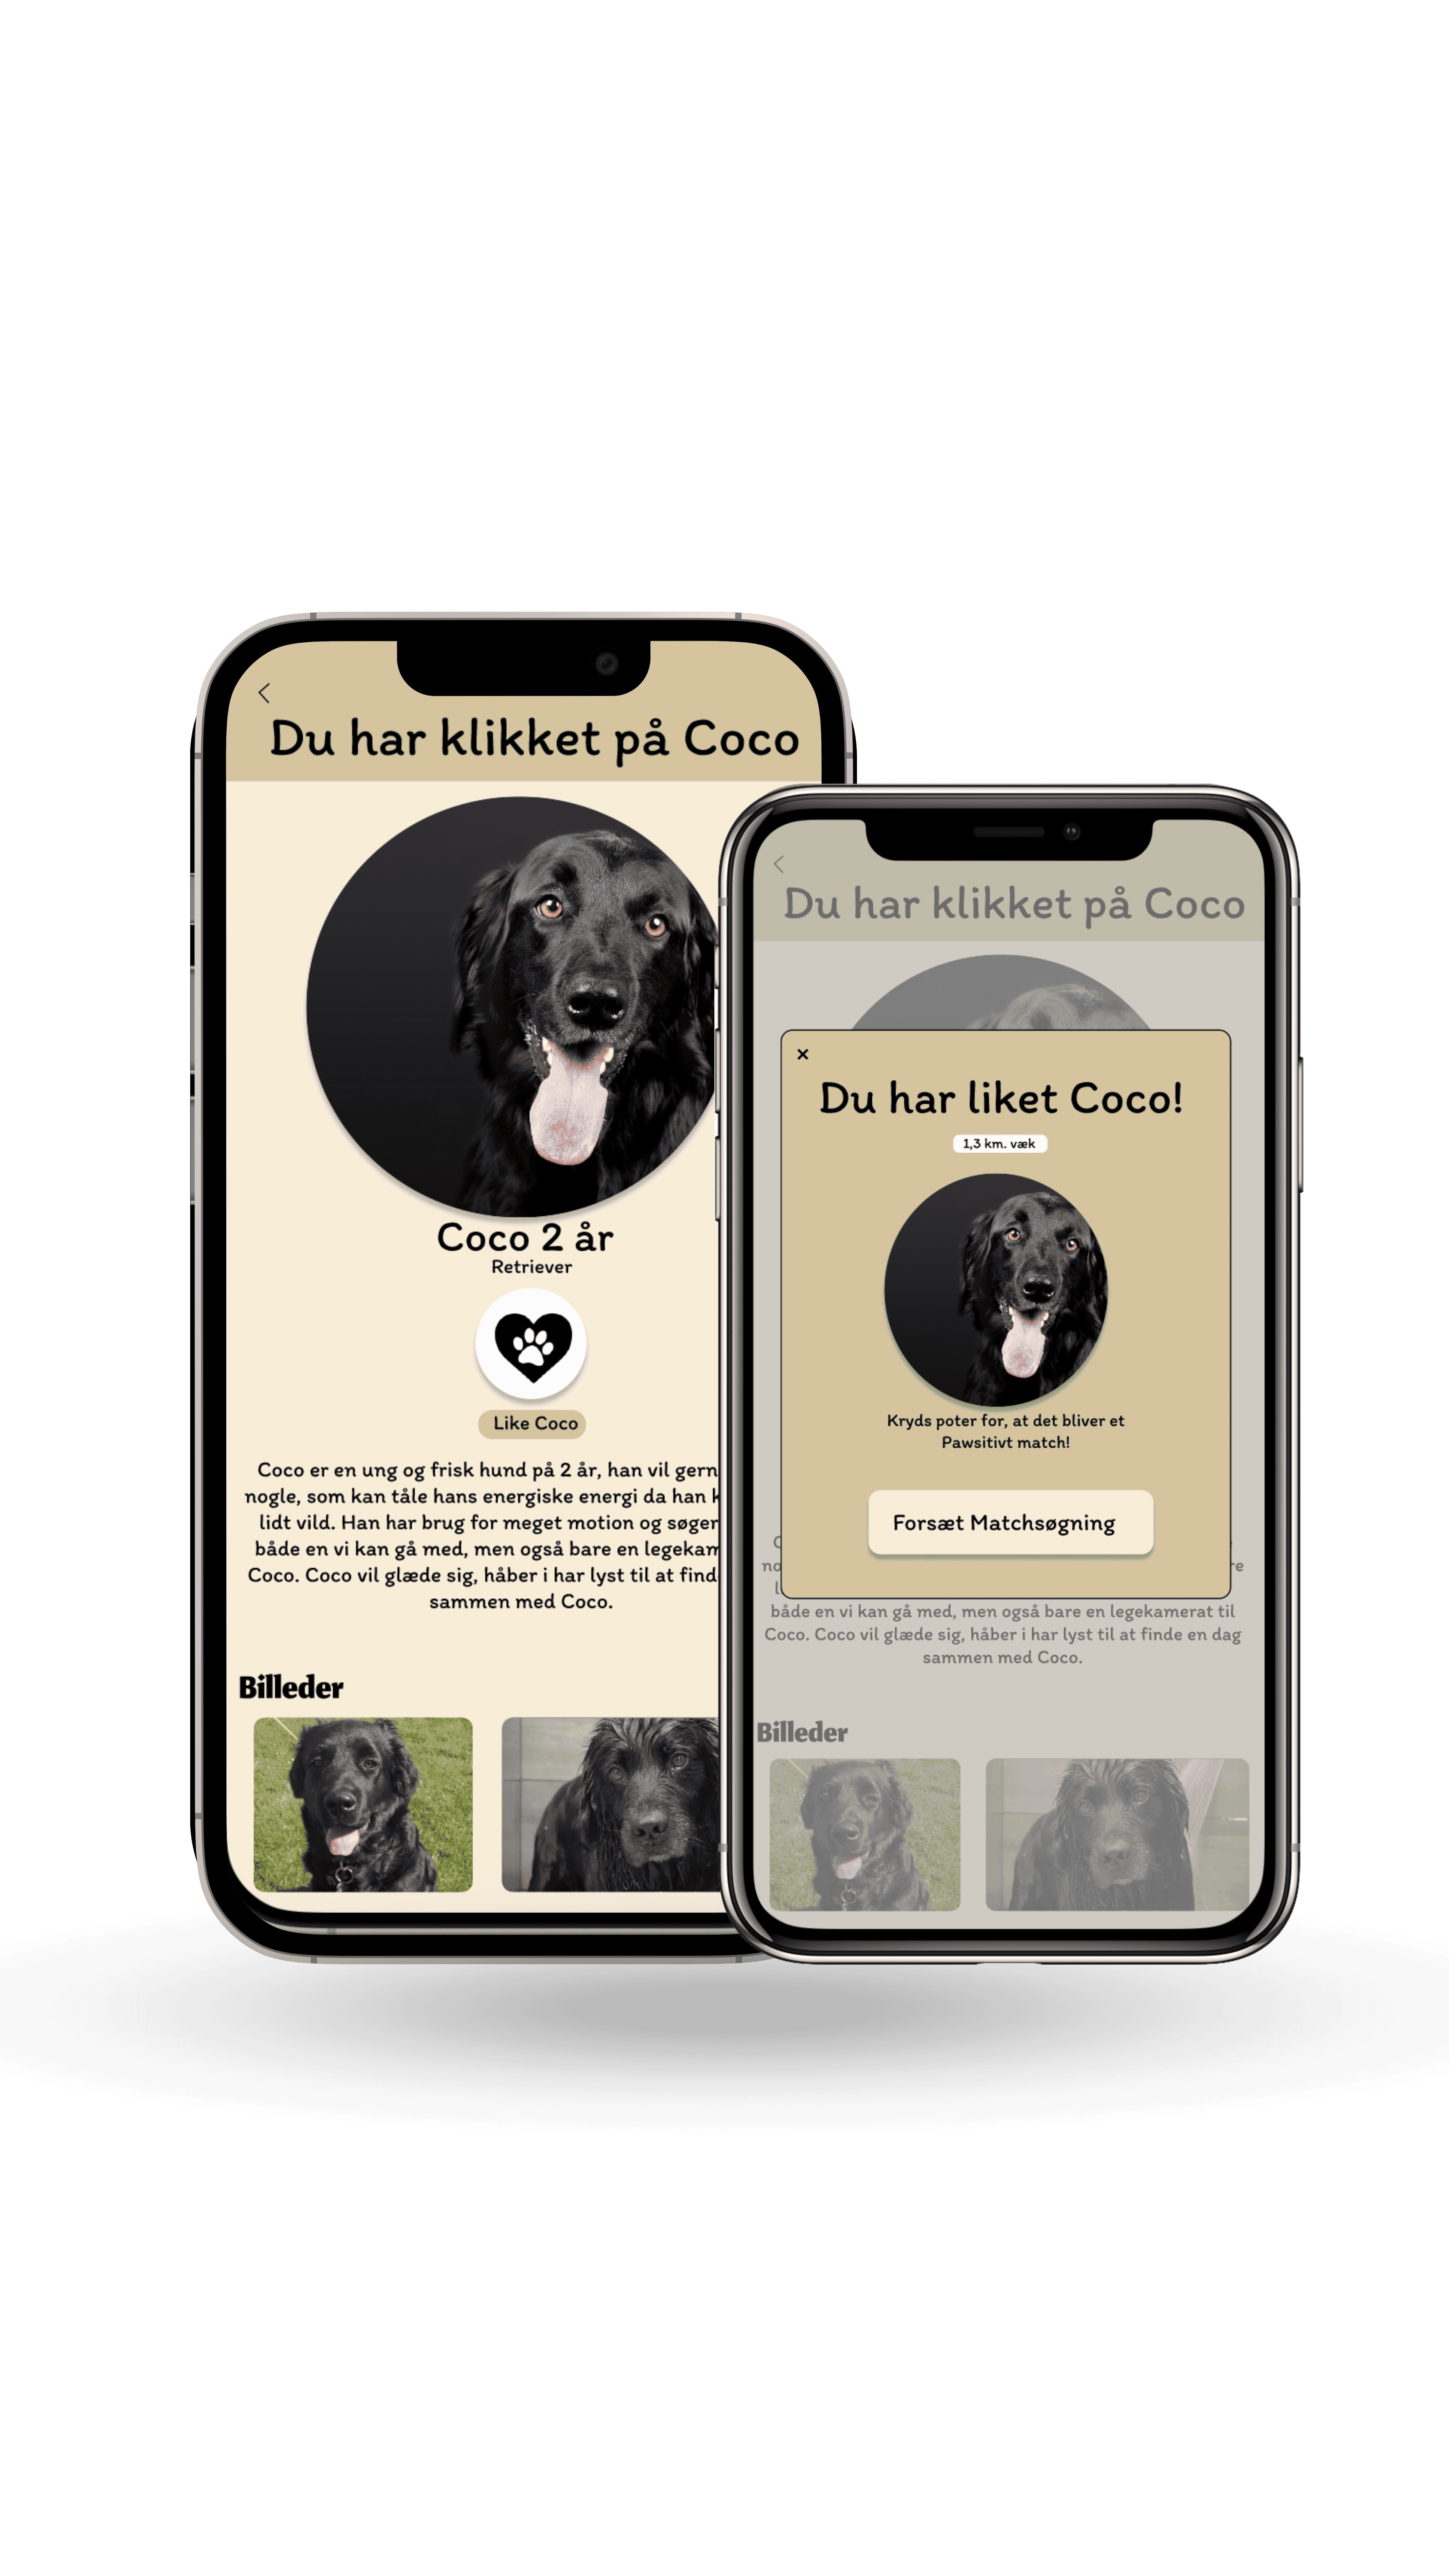 Du har klikket på Coco
Coco 2 år
Retriever
Like Coco
Coco er en ung og frisk hund på 2 år, han vil gern
nogle, som kan tåle hans energiske energi da han k
lidt vild. Han har brug for meget motion og søger
både en vi kan gå med, men også bare en legekam
Coco. Coco vil glæde sig, håber i har lyst til at find
sammen med Coco.
Billeder
Du har klikket på Coco
Du har liket Coco!
1,3 km. væk
Kryds poter for, at det bliver et
Pawsitivt match!
Forsæt Matchsøgning
både en vi kan gå med, men også bare en legekamerat til
Coco. Coco vil glæde sig, håber i har lyst til at finde en dag
sammen med Coco.
Billeder